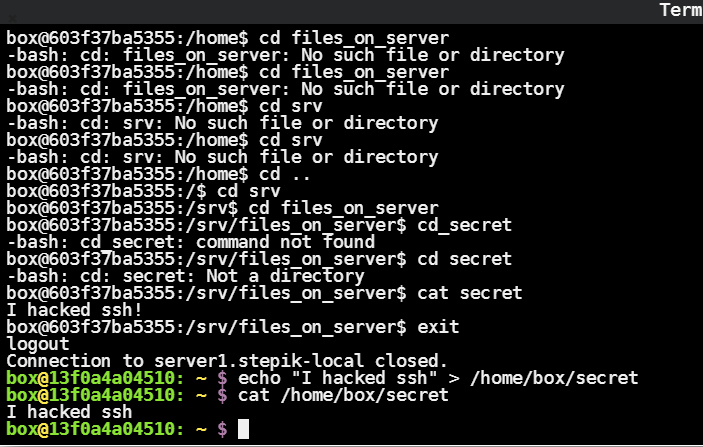 Term
box@603f37ba5355:/home$ cd files_on_server
-bash: cd: files_on_server: No such file or directory
box@603f37ba5355:/home$ cd files_on_server
-bash: cd: files_on_server: No such file or directory
box@603f37ba5355:/home$ cd srv
-bash: cd: srv: No such file or directory
box@603f37ba5355:/home$ cd srv
-bash: cd: srv: No such file or directory
box@603f37ba5355:/home$ cd ..
box@603f37ba5355:/$ cd srv
box@603f37ba5355:/srv$ cd files_on_server
box@603f37ba5355:/srv/files_on_server$ cd_secret
-bash: cd_secret: command not found
box@603f37ba5355:/srv/files_on_server$ cd secret
-bash: cd: secret: Not a directory
box@603f37ba5355:/srv/files_on_server$ cat secret
I hacked ssh!
box@603f37ba5355:/srv/files_on_server$ exit
logout
Connection to server1.stepik-local closed.
box@13f0a4a04510: ~ $ echo "I hacked ssh" > /home/box/secret
box@13f0a4a04510: ~ $ cat /home/box/secret
I hacked ssh
box@13f0a4a04510: ~ $